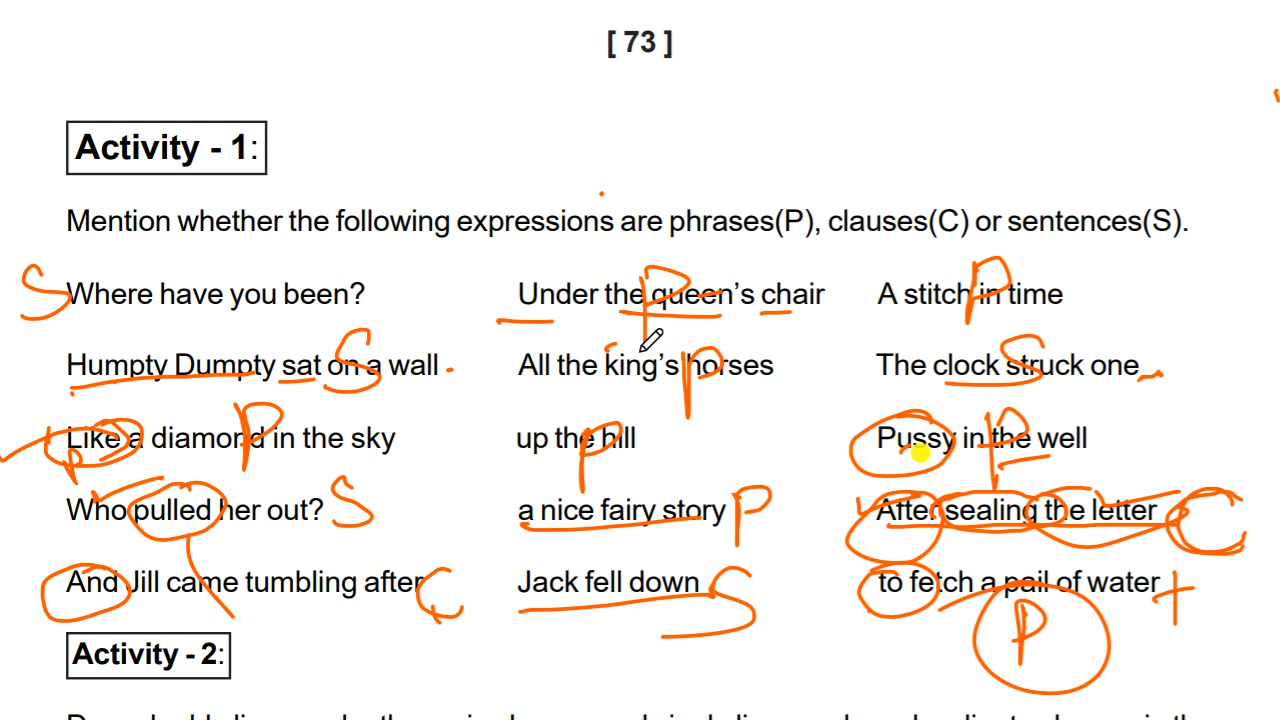 [ 73 ]
Activity - 1:
Mention whether the following expressions are phrases(P), clauses(C) or sentences(S).
S Where have you been? Under the queen's chair P A stitch in time P
Humpty Dumpty sat on a wall. S All the king's horses P The clock struck one S
Like a diamond in the sky P up the hill P Pussy in the well P
P
Who pulled her out? S a nice fairy story P After sealing the letter C
And Jill came tumbling after C Jack fell down S to fetch a pail of water
P
Activity - 2: